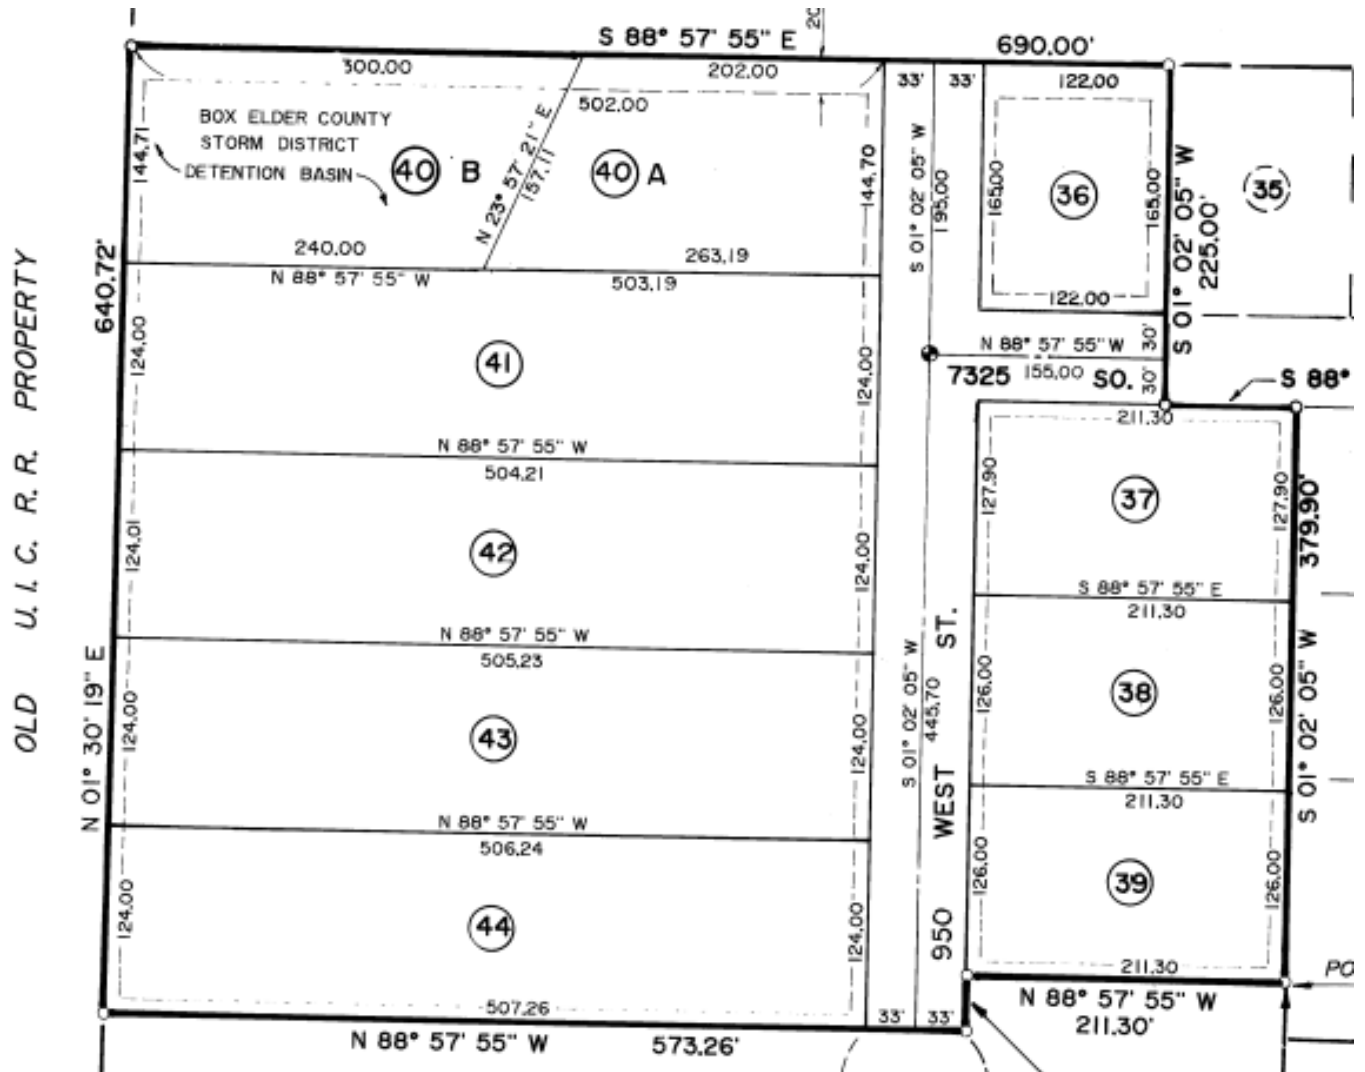 20
S 88° 57' 55" E
690.00'
300.00
202.00
33'
33'
122.00
502.00
BOX ELDER COUNTY
STORM DISTRICT
DETENTION BASIN
40 B
40 A
N 23° 57' 21" E
157.11
144.71
144.70
S 01° 02' 05" W
195.00
165.00
36
165.00
S 01° 02' 05" W
225.00'
35
240.00
263.19
N 88° 57' 55" W
503.19
122.00
640.72'
OLD U. I. C. R. R. PROPERTY
124.00
41
124.00
N 88° 57' 55" W
30'
7325 SO.
155.00
30'
S 88°
N 88° 57' 55" W
504.21
211.30
127.90
37
127.90
379.90'
124.01
42
124.00
S 88° 57' 55" E
211.30
N 88° 57' 55" W
505.23
N 01° 30' 19" E
124.00
43
124.00
S 01° 02' 05" W
445.70
950 WEST ST.
126.00
38
126.00
S 01° 02' 05" W
S 88° 57' 55" E
211.30
N 88° 57' 55" W
506.24
124.00
44
124.00
126.00
39
126.00
211.30
PO
507.26
33'
33'
N 88° 57' 55" W
573.26'
N 88° 57' 55" W
211.30'